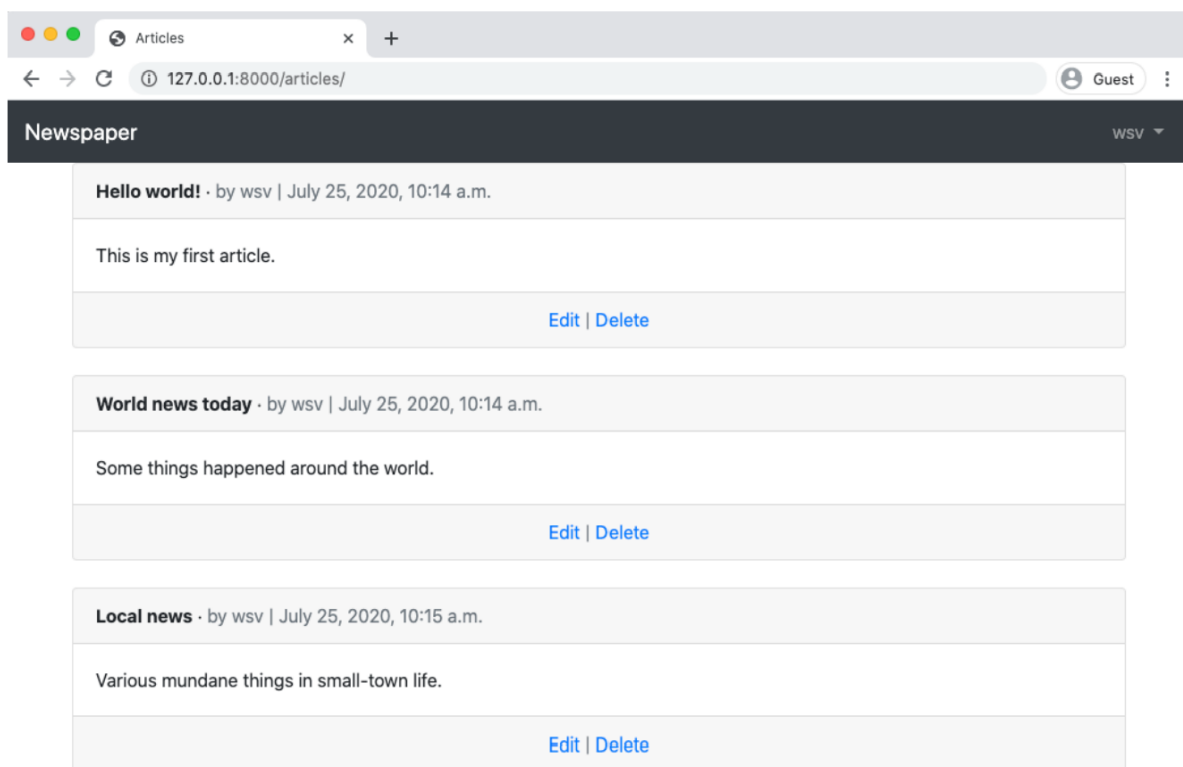 Articles
127.0.0.1:8000/articles/
Guest
Newspaper
wsv
Hello world! · by wsv | July 25, 2020, 10:14 a.m.
This is my first article.
Edit | Delete
World news today · by wsv | July 25, 2020, 10:14 a.m.
Some things happened around the world.
Edit | Delete
Local news · by wsv | July 25, 2020, 10:15 a.m.
Various mundane things in small-town life.
Edit | Delete